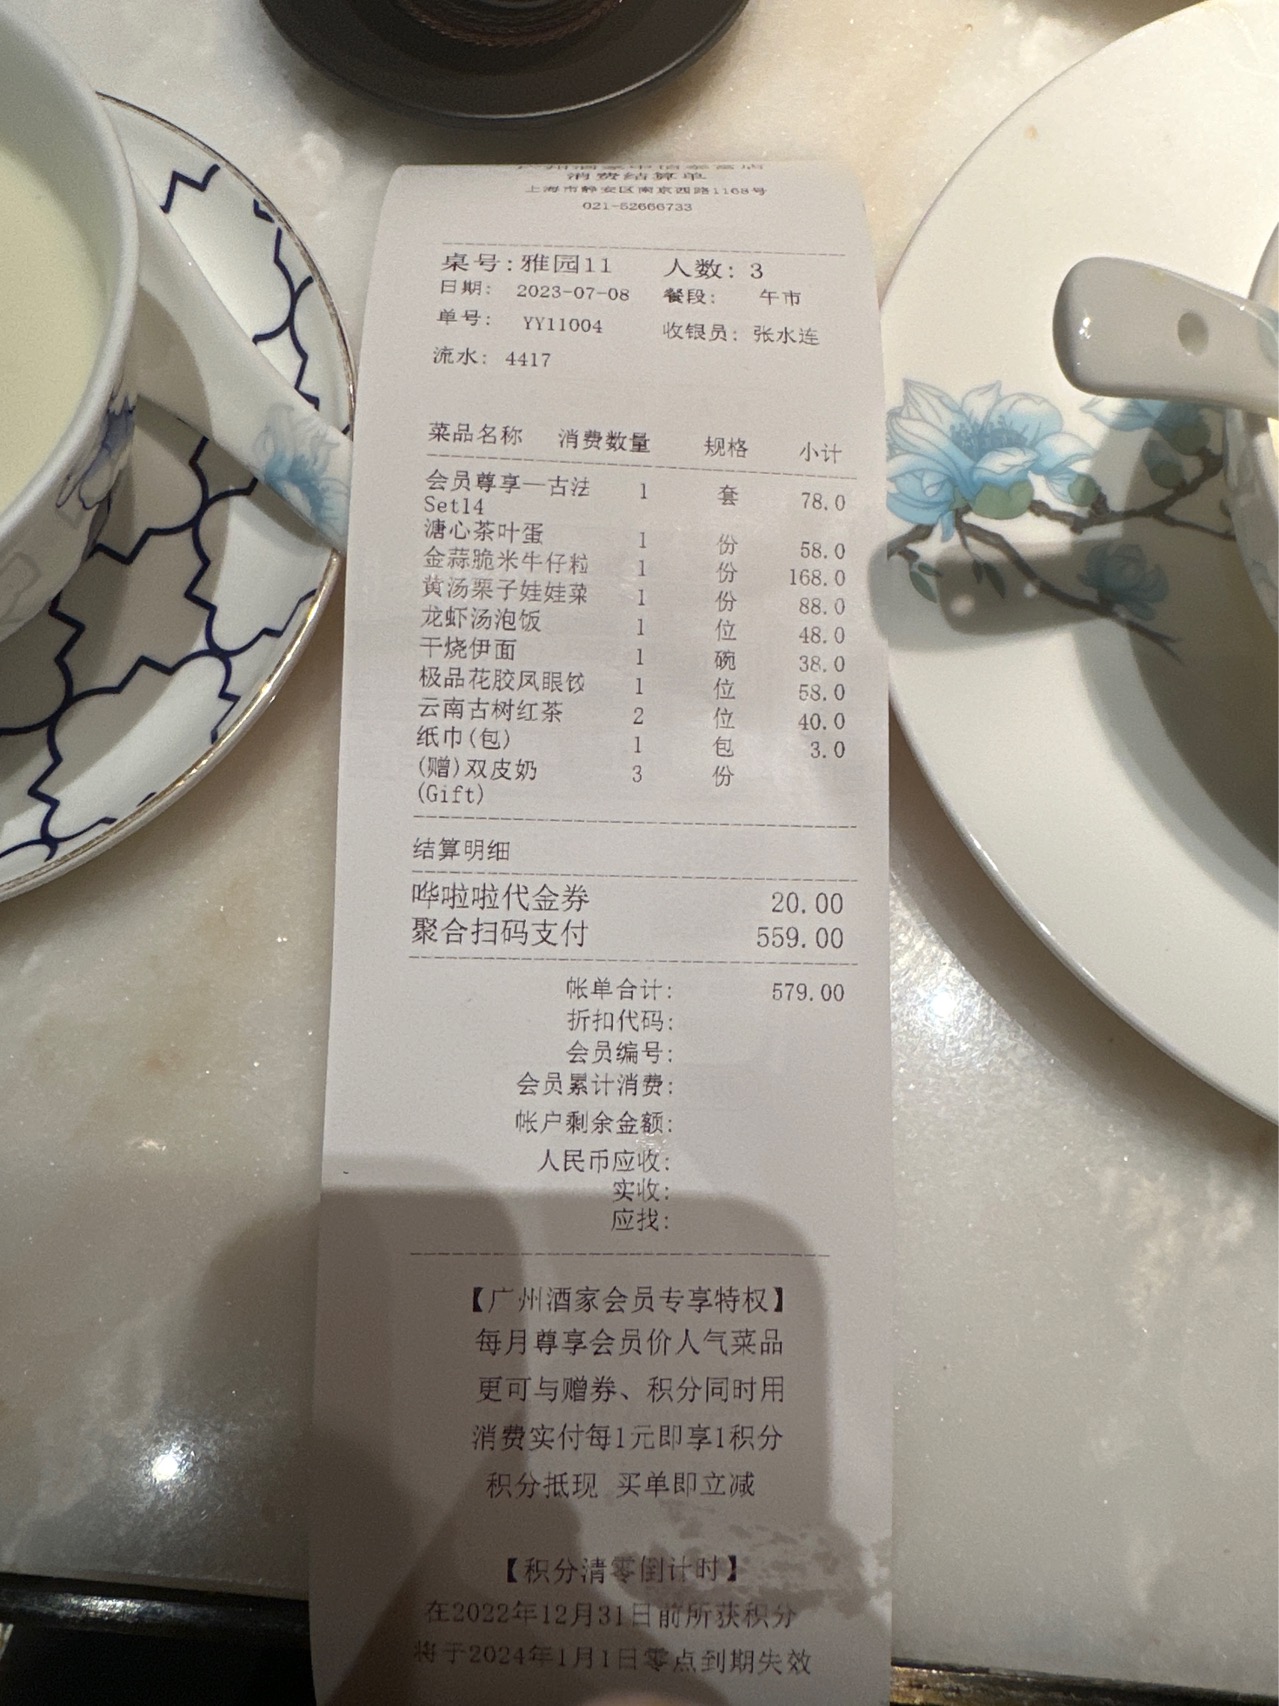 广州酒家中信泰富店
消费结算单
上海市静安区南京西路1168号
021-52666733
桌号:雅园11 人数: 3
日期: 2023-07-08 餐段: 午市
单号: YY11004 收银员: 张水连
流水: 4417
菜品名称 消费数量 规格 小计
会员尊享—古法 1 套 78.0
Set14
溏心茶叶蛋 1 份 58.0
金蒜脆米牛仔粒 1 份 168.0
黄汤栗子娃娃菜 1 份 88.0
龙虾汤泡饭 1 位 48.0
干烧伊面 1 碗 38.0
极品花胶凤眼饺 1 位 58.0
云南古树红茶 2 位 40.0
纸巾(包) 1 包 3.0
(赠)双皮奶 3 份
(Gift)
结算明细
哗啦啦代金券 20.00
聚合扫码支付 559.00
帐单合计: 579.00
折扣代码:
会员编号:
会员累计消费:
帐户剩余金额:
人民币应收:
实收:
应找:
【广州酒家会员专享特权】
每月尊享会员价人气菜品
更可与赠券、积分同时用
消费实付每1元即享1积分
积分抵现 买单即立减
【积分清零倒计时】
在2022年12月31日前所获积分
将于2024年1月1日零点到期失效